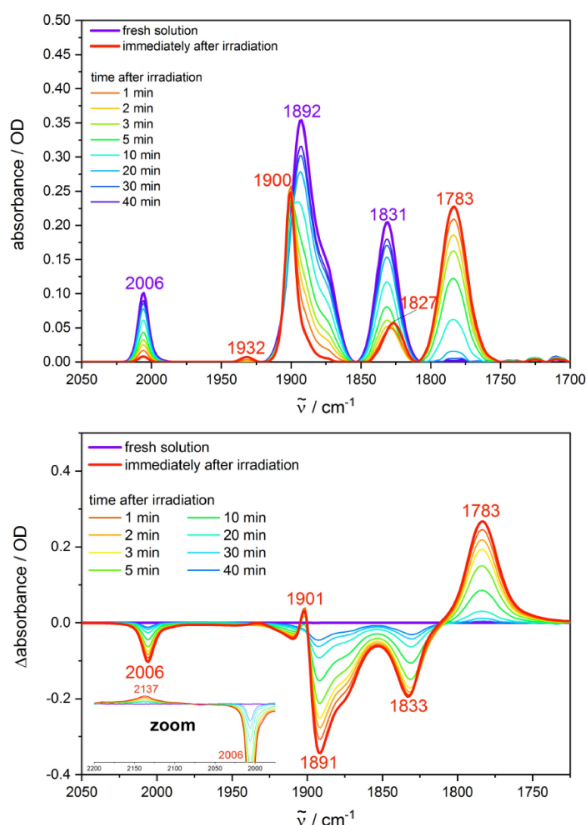 fresh solution
immediately after irradiation
time after irradiation
1 min
2 min
3 min
5 min
10 min
20 min
30 min
40 min
1892
1900
1831
1783
2006
1827
1932
absorbance / OD
0.50
0.45
0.40
0.35
0.30
0.25
0.20
0.15
0.10
0.05
0.00
2050 2000 1950 1900 1850 1800 1750 1700
ṽ / cm⁻¹
fresh solution
immediately after irradiation
time after irradiation
1 min 10 min
2 min 20 min
3 min 30 min
5 min 40 min
1783
1901
2006
2137
zoom
2006
1833
1891
2200 2150 2100 2050 2000
Δabsorbance / OD
0.4
0.2
0.0
-0.2
-0.4
2050 2000 1950 1900 1850 1800 1750
ṽ / cm⁻¹